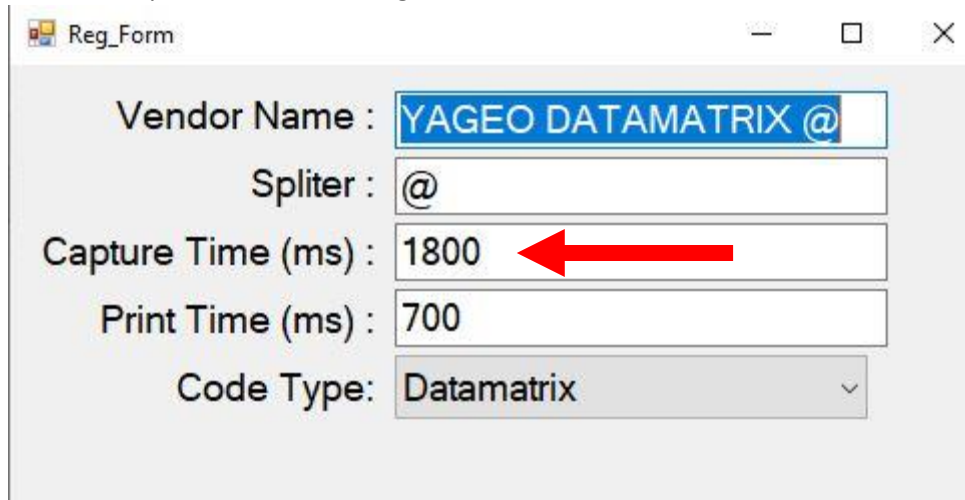 Reg_Form
Vendor Name : YAGEO DATAMATRIX @
Spliter : @
Capture Time (ms) : 1800
Print Time (ms) : 700
Code Type: Datamatrix